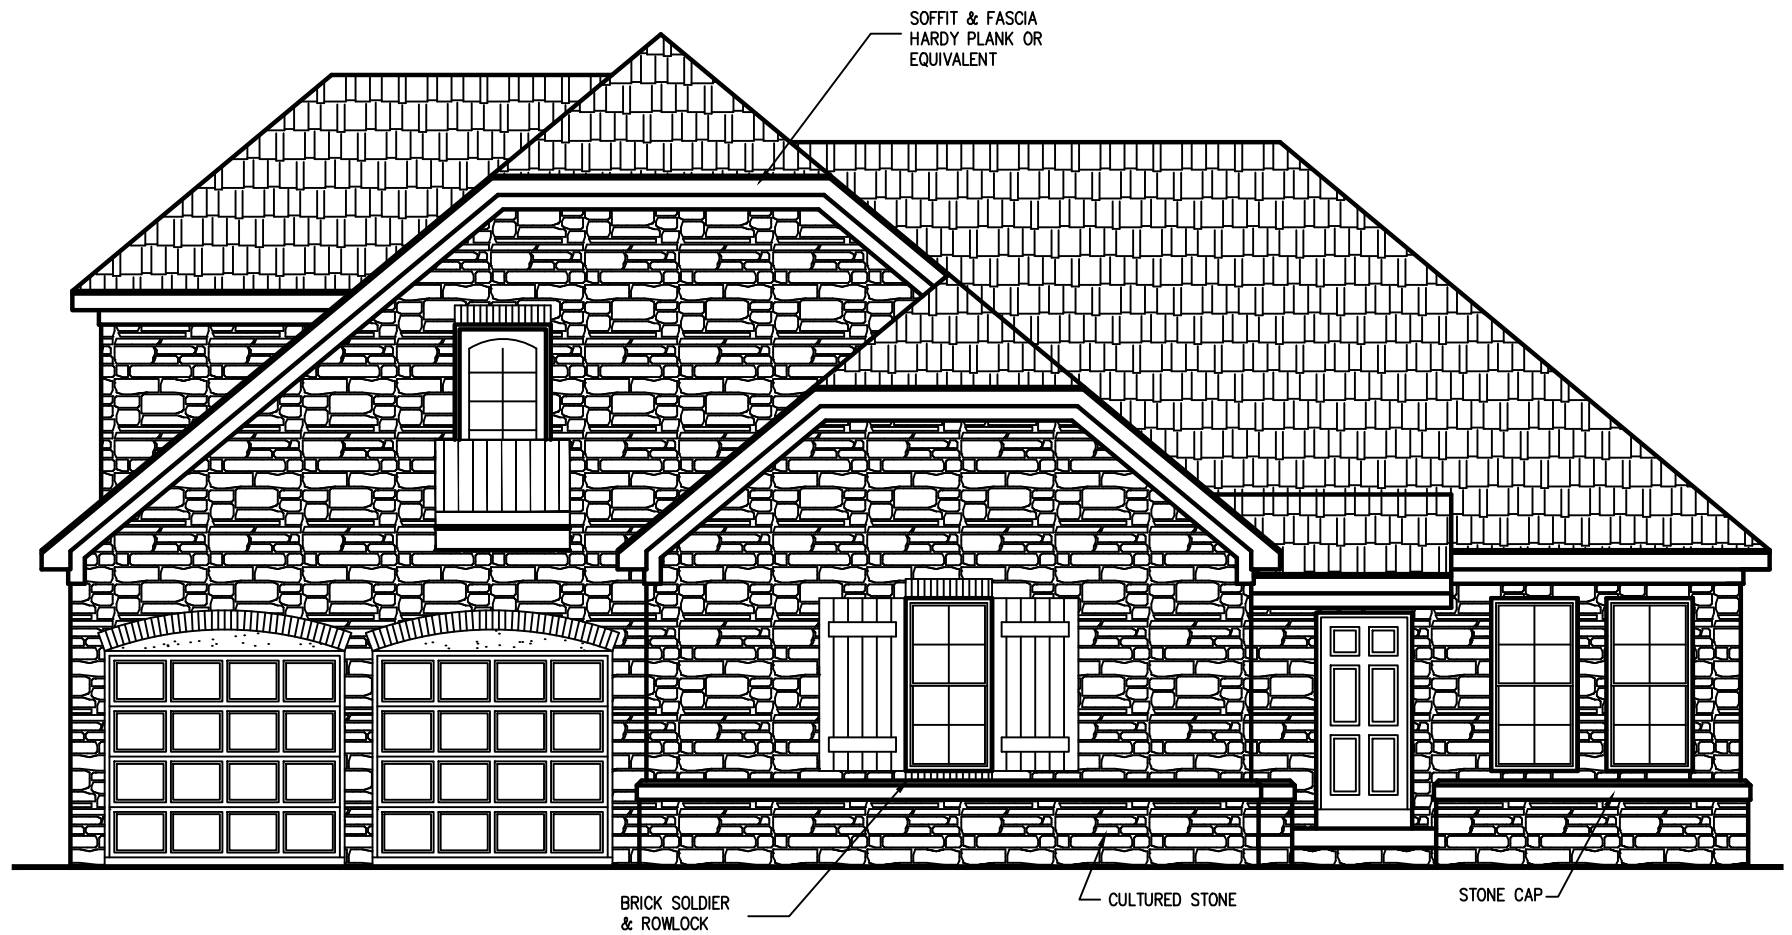 SOFFIT & FASCIA
HARDY PLANK OR
EQUIVALENT
BRICK SOLDIER
& ROWLOCK
CULTURED STONE
STONE CAP